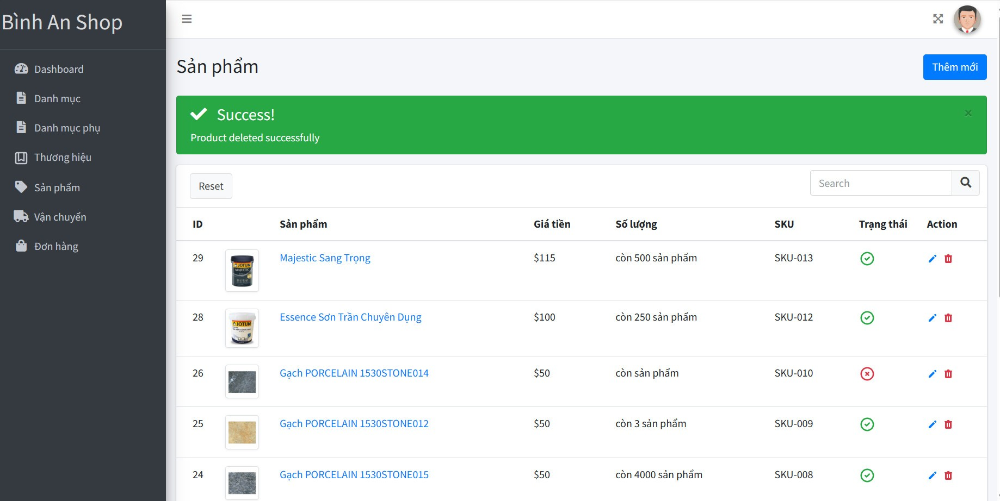 Bình An Shop
Dashboard
Danh mục
Danh mục phụ
Thương hiệu
Sản phẩm
Vận chuyển
Đơn hàng
Sản phẩm
Thêm mới
Success!
×
Product deleted successfully
Reset
Search
ID Sản phẩm Giá tiền Số lượng SKU Trạng thái Action
29 JOTUN MAJESTIC Majestic Sang Trọng $115 còn 500 sản phẩm SKU-013
28 JOTUN Essence Sơn Trần Chuyên Dụng $100 còn 250 sản phẩm SKU-012
26 Gạch PORCELAIN 1530STONE014 $50 còn sản phẩm SKU-010
25 Gạch PORCELAIN 1530STONE012 $50 còn 3 sản phẩm SKU-009
24 Gạch PORCELAIN 1530STONE015 $50 còn 4000 sản phẩm SKU-008